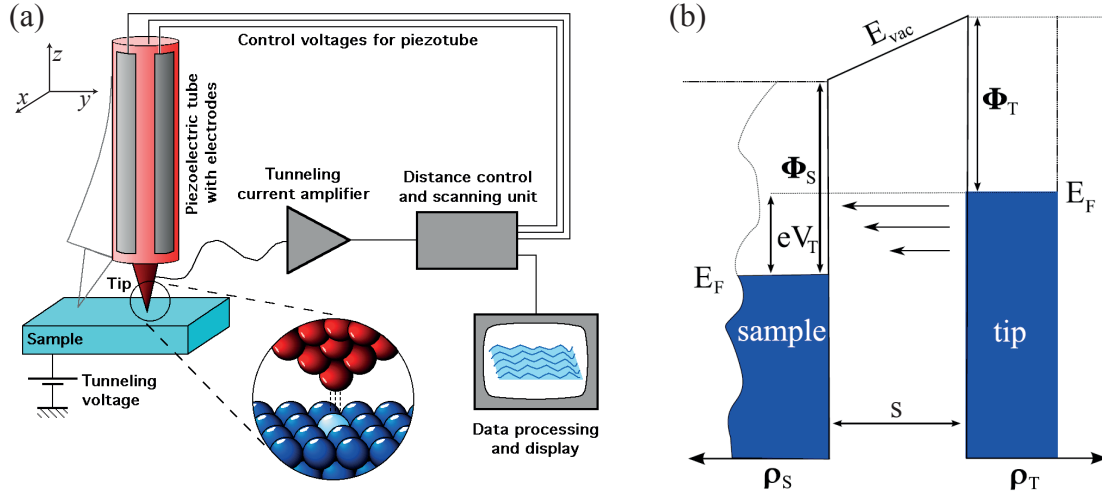 (a)
Control voltages for piezotube
z
x
y
Piezoelectric tube
with electrodes
Tunneling
current amplifier
Distance control
and scanning unit
Tip
Sample
Tunneling
voltage
Data processing
and display
(b)
E_vac
Φ_T
Φ_S
E_F
eV_T
E_F
sample
tip
s
ρ_S
ρ_T